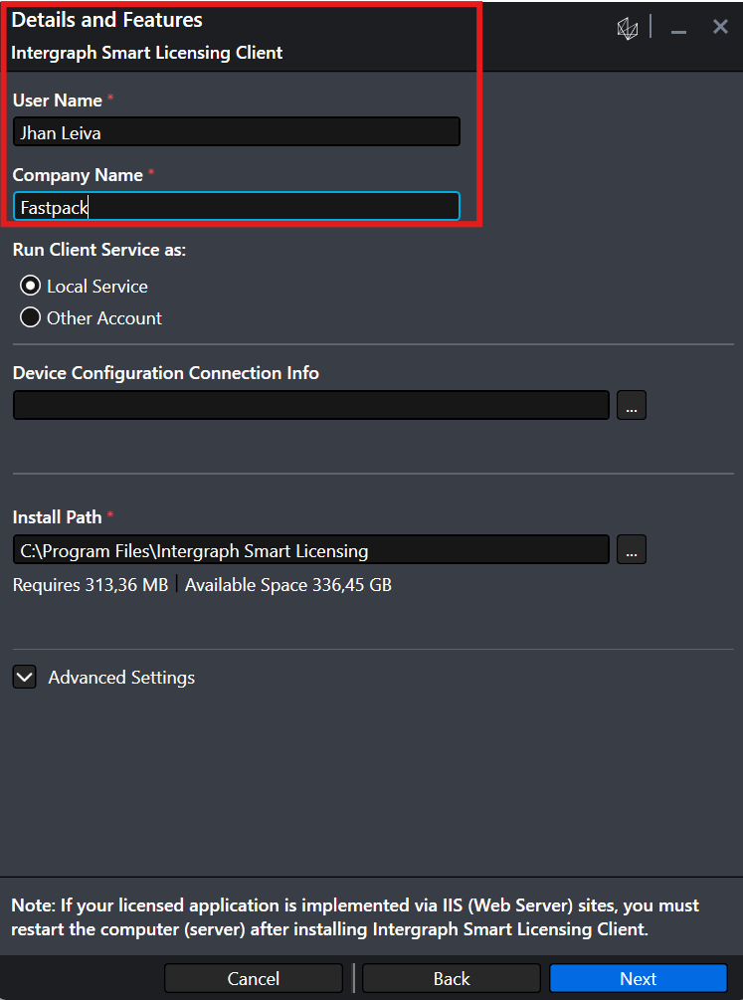 Details and Features
Intergraph Smart Licensing Client
User Name *
Jhan Leiva
Company Name *
Fastpack
Run Client Service as:
Local Service
Other Account
Device Configuration Connection Info
...
Install Path *
C:\Program Files\Intergraph Smart Licensing
...
Requires 313,36 MB | Available Space 336,45 GB
Advanced Settings
Note: If your licensed application is implemented via IIS (Web Server) sites, you must
restart the computer (server) after installing Intergraph Smart Licensing Client.
Cancel
Back
Next